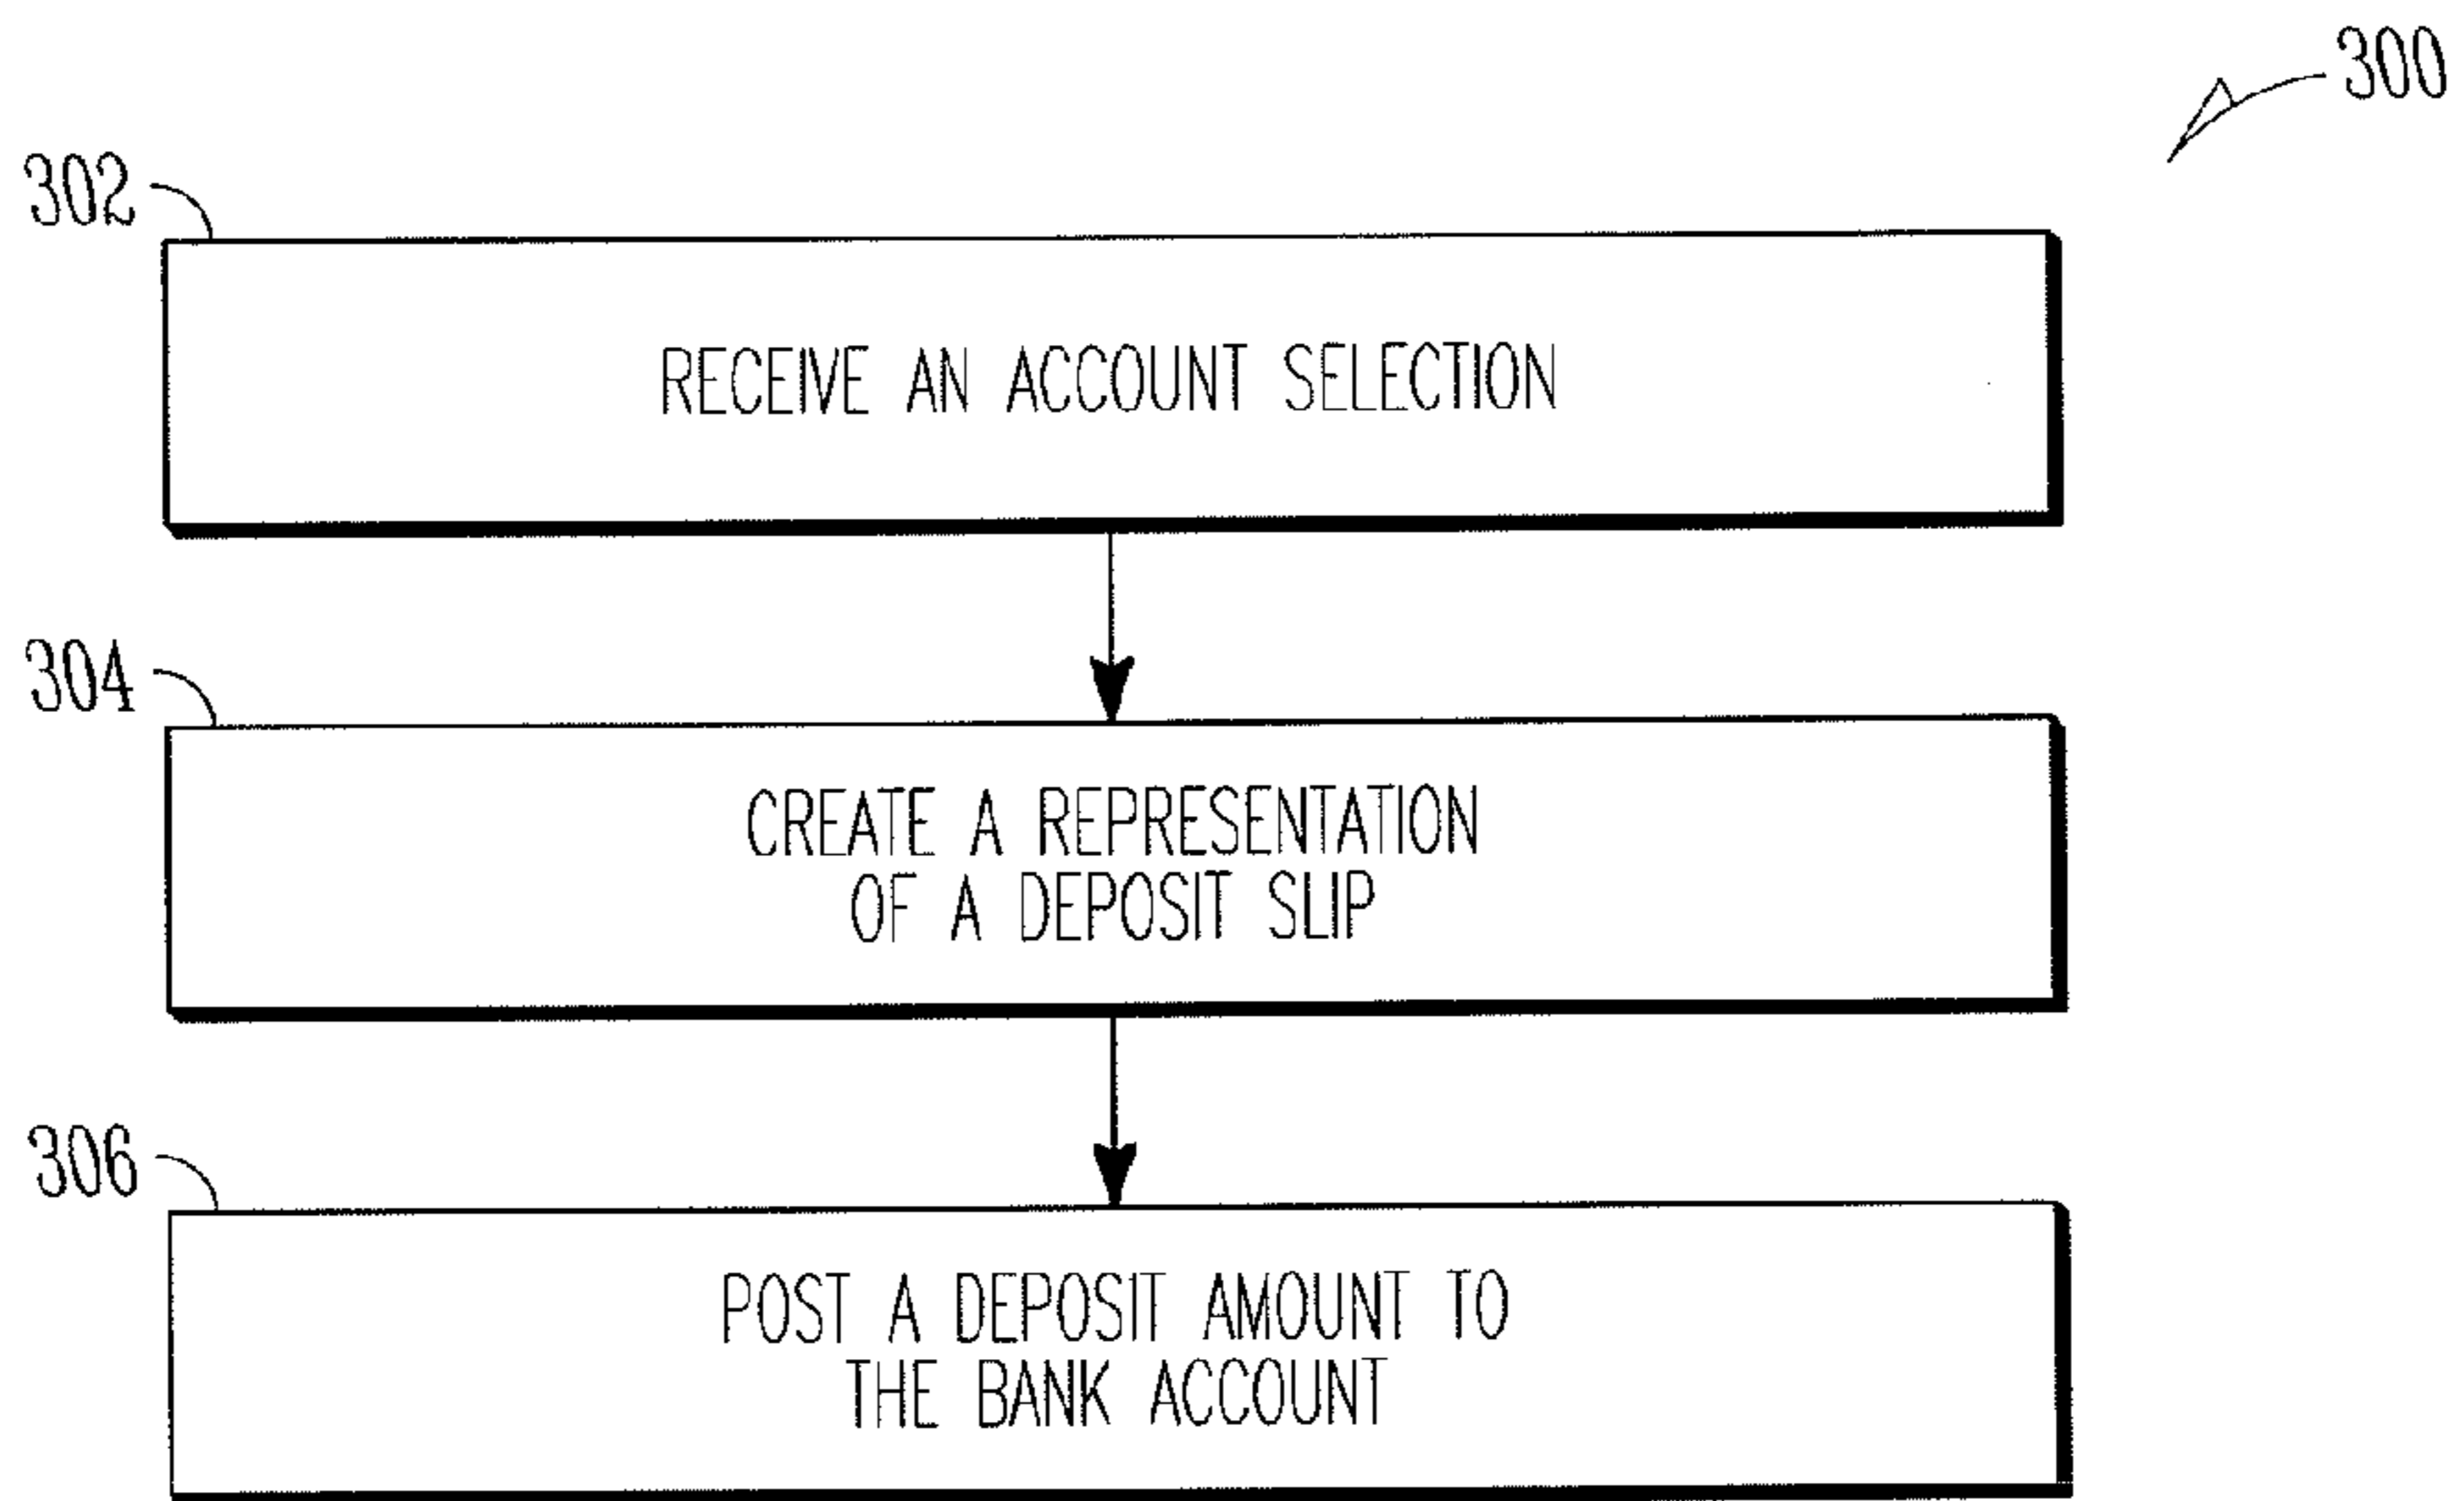 300
302
RECEIVE AN ACCOUNT SELECTION
304
CREATE A REPRESENTATION
OF A DEPOSIT SLIP
306
POST A DEPOSIT AMOUNT TO
THE BANK ACCOUNT